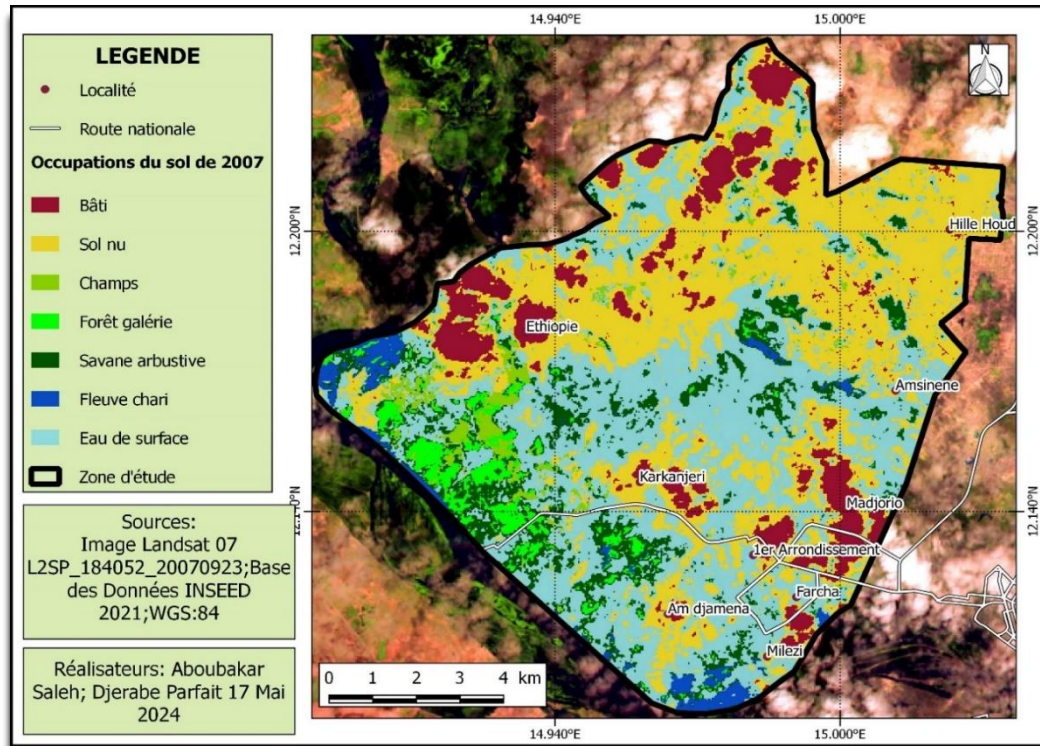 LEGENDE
Localité
Route nationale
Occupations du sol de 2007
Bâti
Sol nu
Champs
Forêt galérie
Savane arbustive
Fleuve chari
Eau de surface
Zone d'étude
Sources:
Image Landsat 07
L2SP_184052_20070923;Base
des Données INSEED
2021;WGS:84
Réalisateurs: Aboubakar
Saleh; Djerabe Parfait 17 Mai
2024
14.940°E
15.000°E
N
12.200°N
12.200°N
Hille Houd
Ethiopie
Amsinene
Karkanjeri
Madjorio
12.140°N
1er Arrondissement
Farcha
Am djamena
Milezi
0 1 2 3 4 km
14.940°E
15.000°E